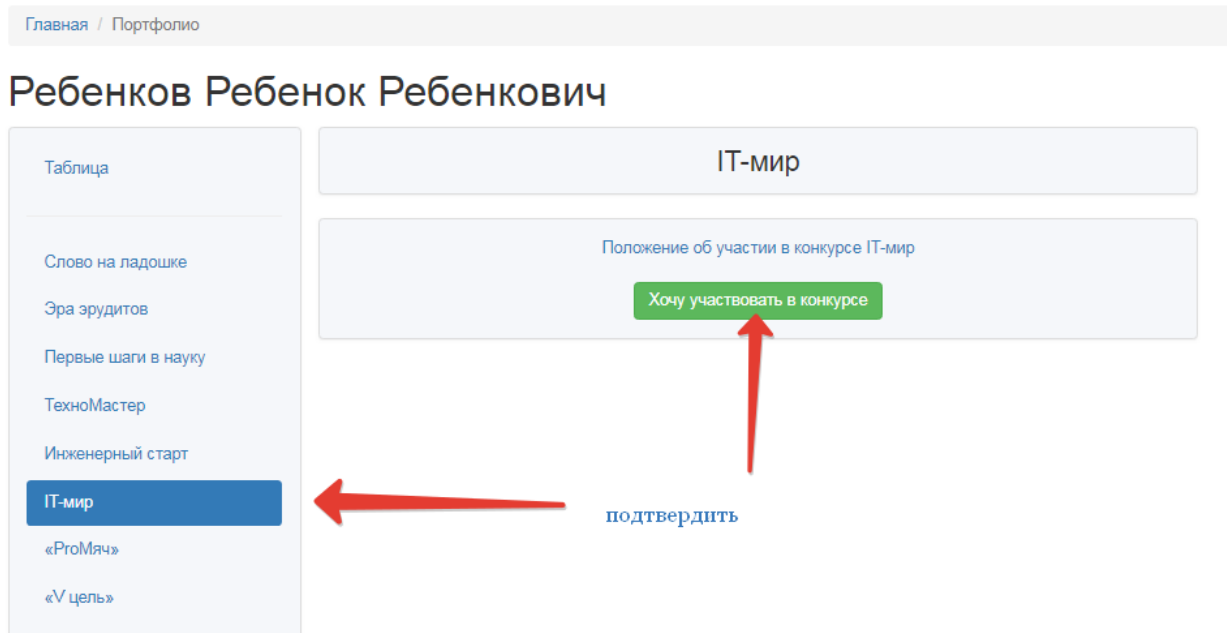 Главная / Портфолио
Ребенков Ребенок Ребенкович
Таблица
Слово на ладошке
Эра эрудитов
Первые шаги в науку
ТехноМастер
Инженерный старт
IT-мир
«ProМяч»
«V цель»
IT-мир
Положение об участии в конкурсе IT-мир
Хочу участвовать в конкурсе
подтвердить